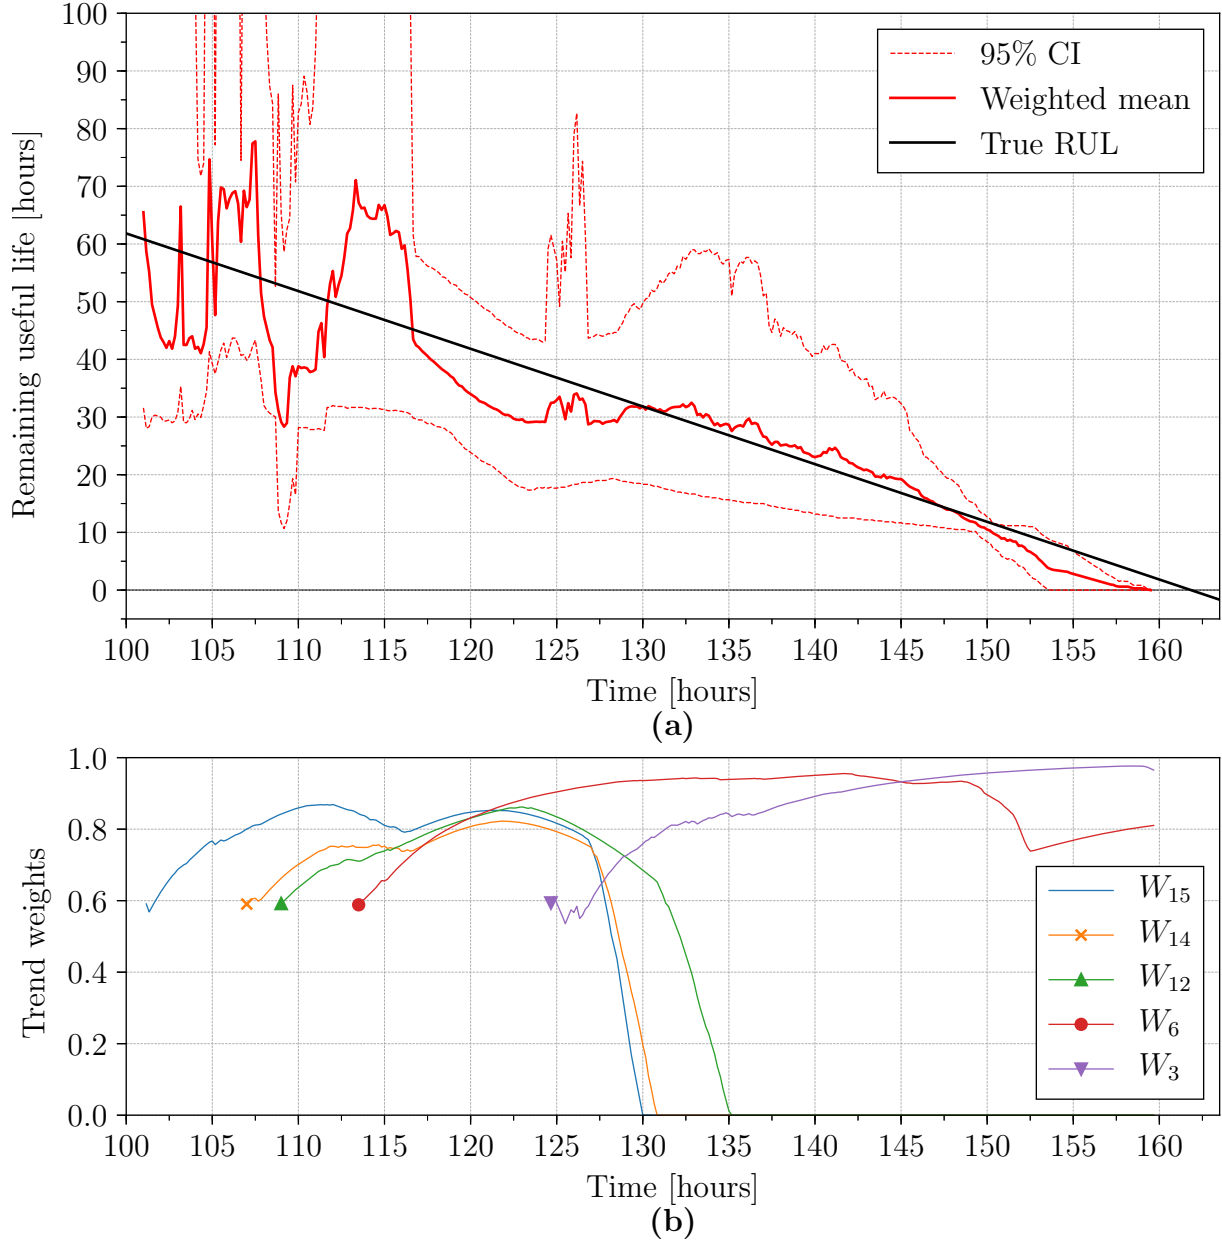 100
90
80
70
60
50
40
30
20
10
0
Remaining useful life [hours]
95% CI
Weighted mean
True RUL
100 105 110 115 120 125 130 135 140 145 150 155 160
Time [hours]
(a)
1.0
0.8
0.6
0.4
0.2
0.0
Trend weights
W15
W14
W12
W6
W3
100 105 110 115 120 125 130 135 140 145 150 155 160
Time [hours]
(b)